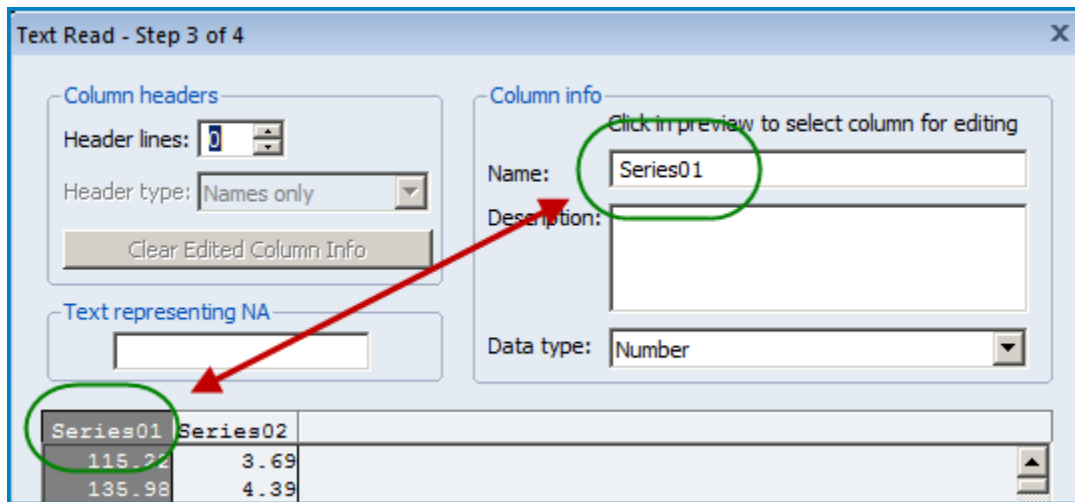 Text Read - Step 3 of 4
Column headers
Header lines: 0
Header type: Names only
Clear Edited Column Info
Text representing NA
Column info
Click in preview to select column for editing
Name: Series01
Description:
Data type: Number
Series01 Series02
115.22 3.69
135.98 4.39